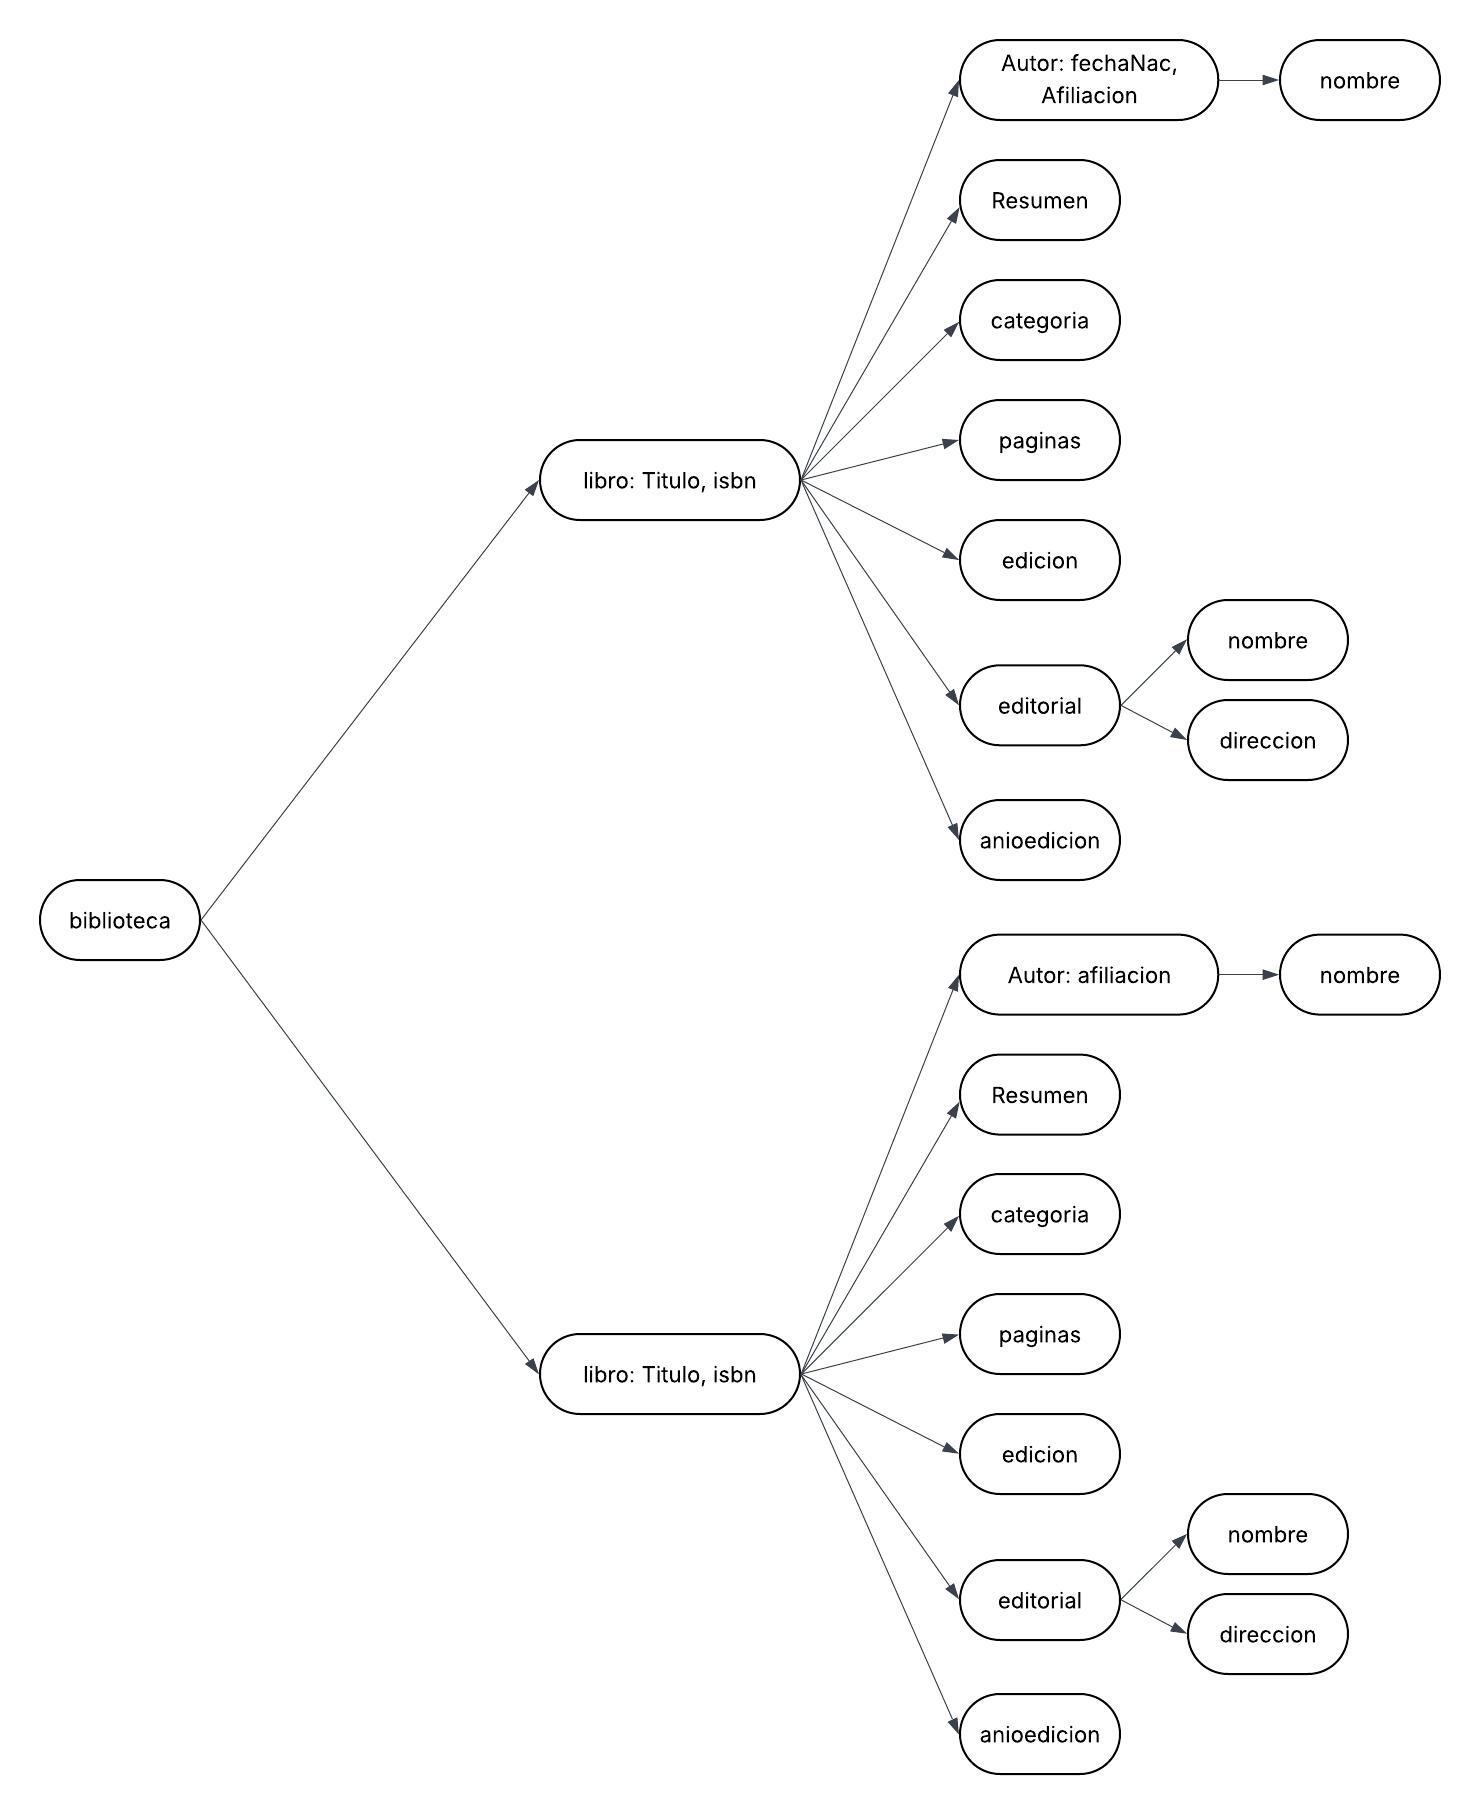 Autor: fechaNac,
Afiliacion
nombre
Resumen
categoria
paginas
libro: Titulo, isbn
edicion
nombre
editorial
direccion
anioedicion
biblioteca
Autor: afiliacion
nombre
Resumen
categoria
paginas
libro: Titulo, isbn
edicion
nombre
editorial
direccion
anioedicion